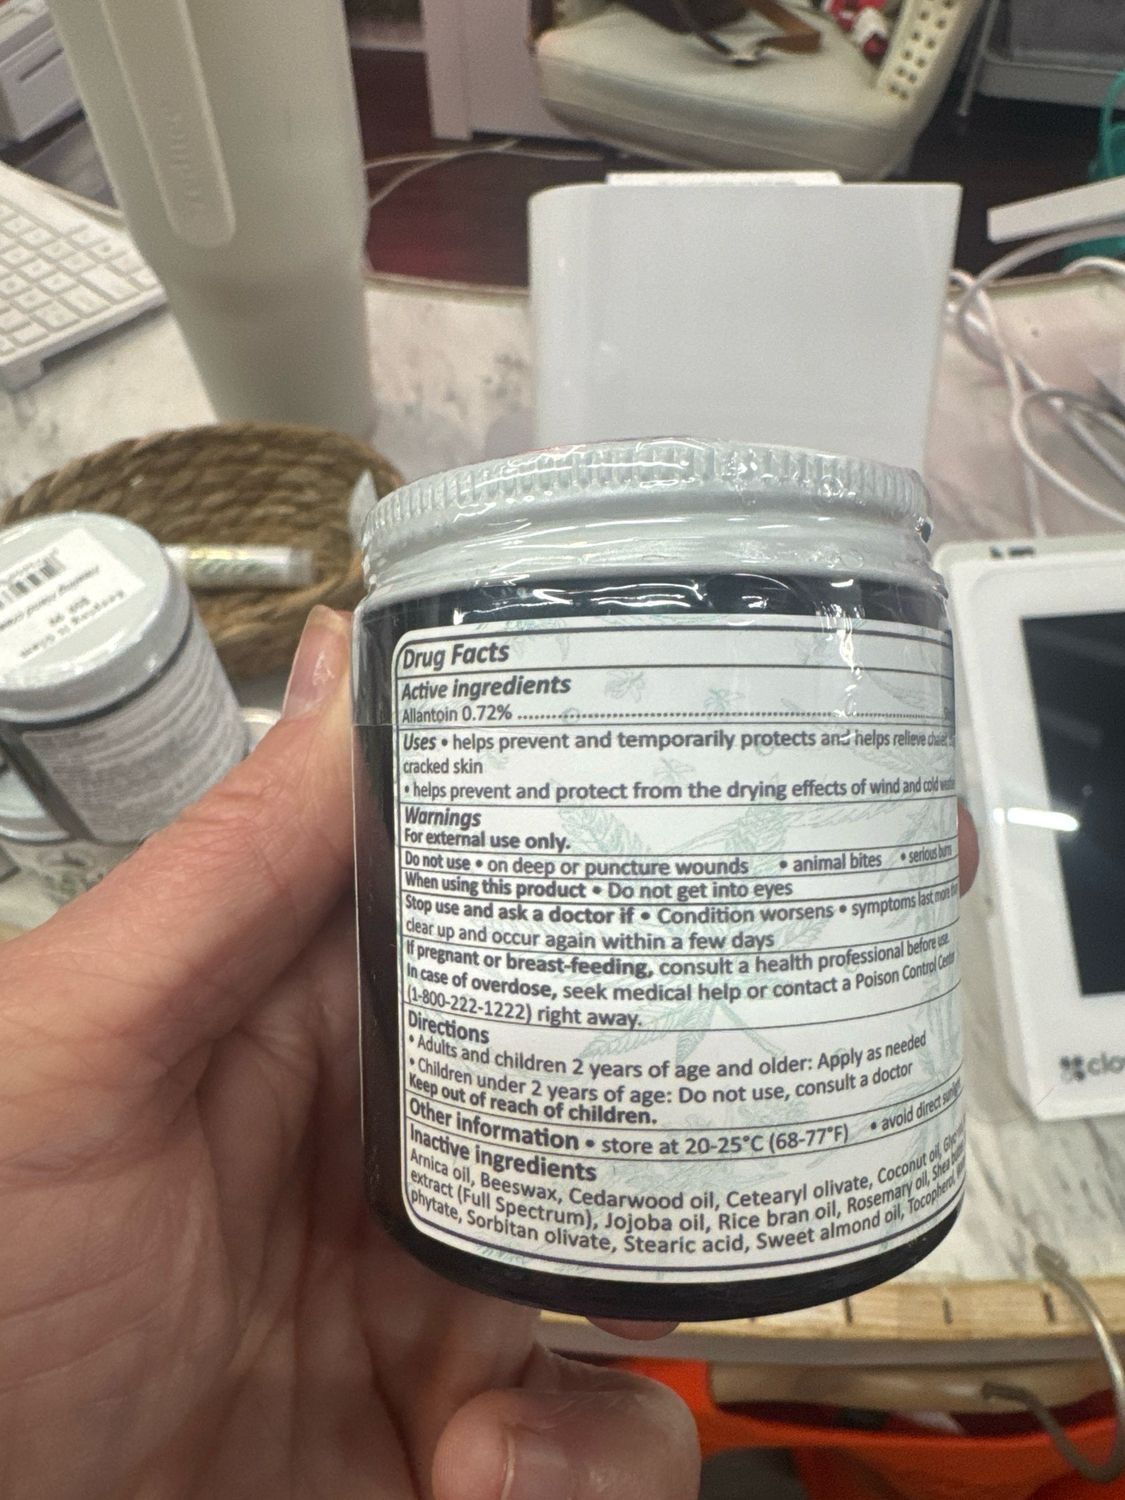 Drug Facts
Active ingredients
Allantoin 0.72%
Uses • helps prevent and temporarily protects and helps relieve
cracked skin
• helps prevent and protect from the drying effects of wind and cold
Warnings
For external use only.
Do not use • on deep or puncture wounds • animal bites • serious burn
When using this product • Do not get into eyes
Stop use and ask a doctor if • Condition worsens • symptoms last more
clear up and occur again within a few days
If pregnant or breast-feeding, consult a health professional before use.
In case of overdose, seek medical help or contact a Poison Control
(1-800-222-1222) right away.
Directions
• Adults and children 2 years of age and older: Apply as needed
• Children under 2 years of age: Do not use, consult a doctor
Keep out of reach of children.
Other information • store at 20-25°C (68-77°F) • avoid direct
Inactive ingredients
Arnica oil, Beeswax, Cedarwood oil, Cetearyl olivate, Coconut oil,
extract (Full Spectrum), Jojoba oil, Rice bran oil, Rosemary oil, Shea
phytate, Sorbitan olivate, Stearic acid, Sweet almond oil,
clo